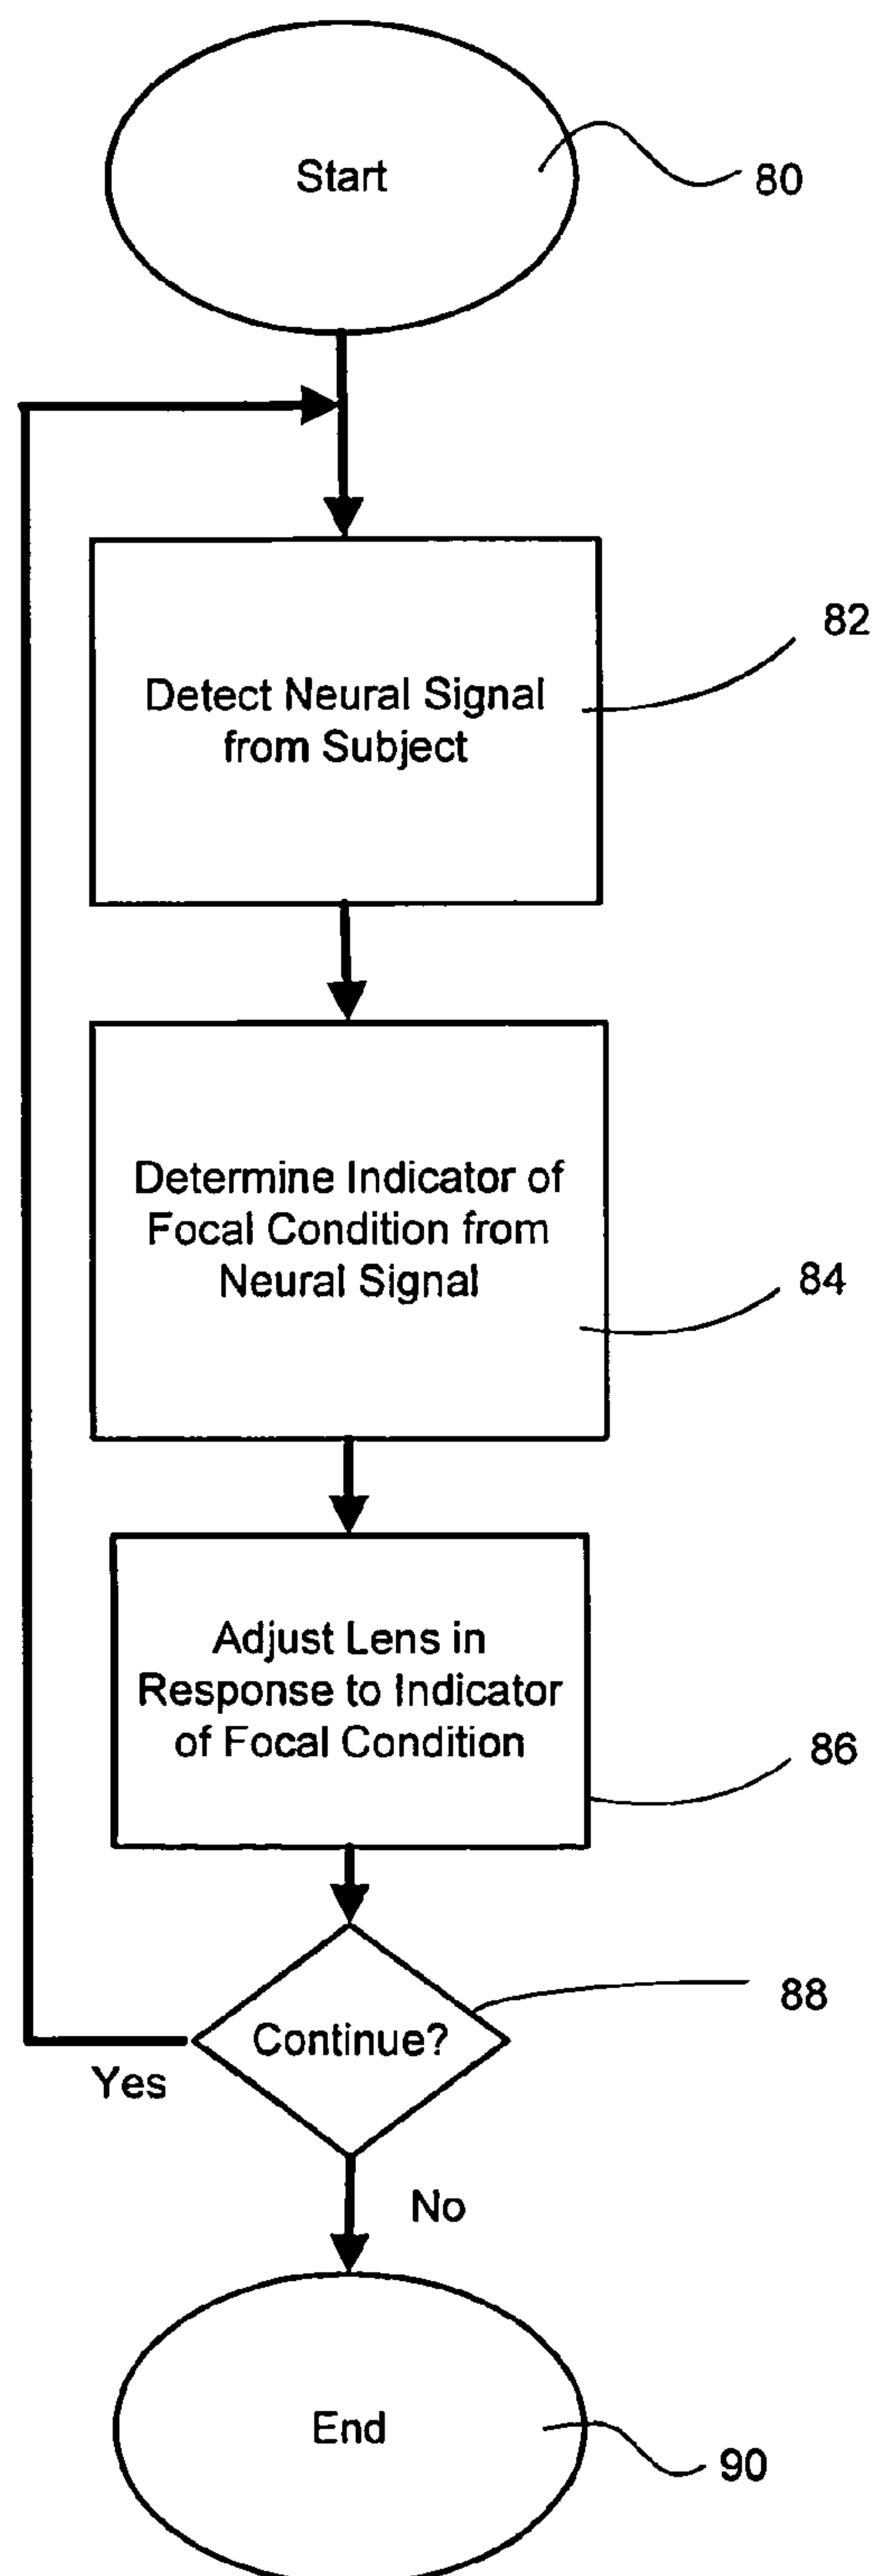 Start
80
82
Detect Neural Signal
from Subject
Determine Indicator of
Focal Condition from
Neural Signal
84
Adjust Lens in
Response to Indicator
of Focal Condition
86
88
Continue?
Yes
No
End
90